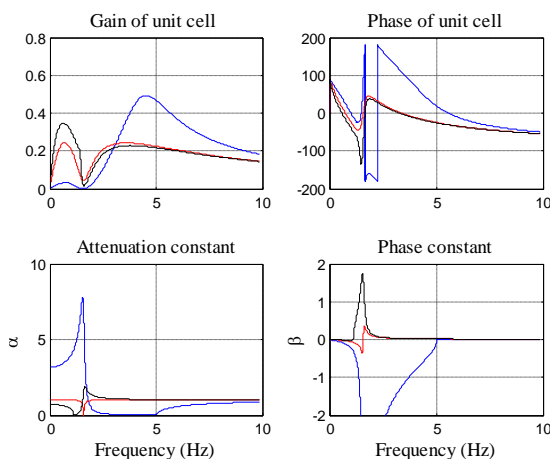 Gain of unit cell
0.8
0.6
0.4
0.2
0
0 5 10
Phase of unit cell
200
100
0
-100
-200
0 5 10
Attenuation constant
10
5
0
α
0 5 10
Frequency (Hz)
Phase constant
2
1
0
-1
-2
β
0 5 10
Frequency (Hz)